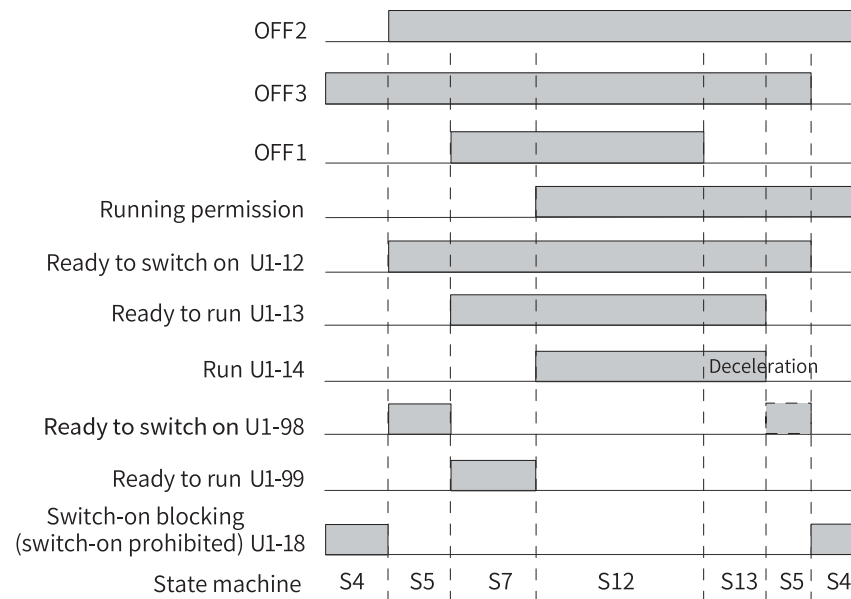 OFF2
OFF3
OFF1
Running permission
Ready to switch on U1-12
Ready to run U1-13
Run U1-14
Deceleration
Ready to switch on U1-98
Ready to run U1-99
Switch-on blocking
(switch-on prohibited) U1-18
State machine S4 S5 S7 S12 S13 S5 S4